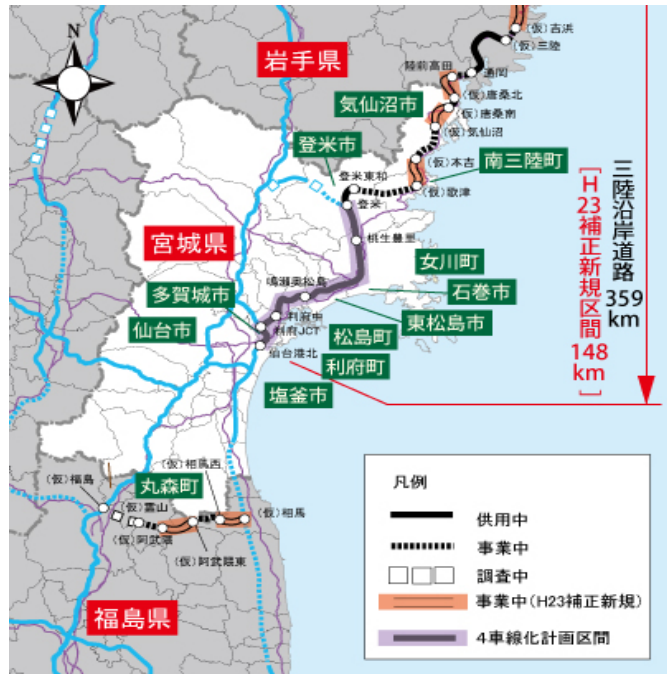 N
岩手県
(仮)吉浜
(仮)三陸
陸前高田
通岡
気仙沼市
(仮)唐桑北
(仮)唐桑南
(仮)気仙沼
登米市
(仮)本吉
南三陸町
登米東和
(仮)歌津
登米
宮城県
桃生豊里
女川町
鳴瀬奥松島
石巻市
多賀城市
利府中
東松島市
仙台市
利府JCT
松島町
仙台港北
利府町
塩釜市
三陸沿岸道路 359km
[H23補正新規区間 148km]
(仮)相馬西
丸森町
(仮)福島
(仮)霊山
(仮)相馬
(仮)阿武隈
(仮)阿武隈東
福島県
凡例
供用中
事業中
調査中
事業中(H23補正新規)
4車線化計画区間